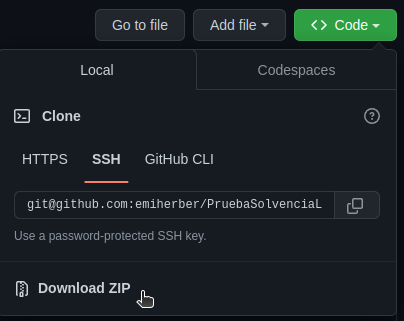 Go to file Add file Code
Local Codespaces
Clone
HTTPS SSH GitHub CLI
git@github.com:emiherber/PruebaSolvenciaL
Use a password-protected SSH key.
Download ZIP